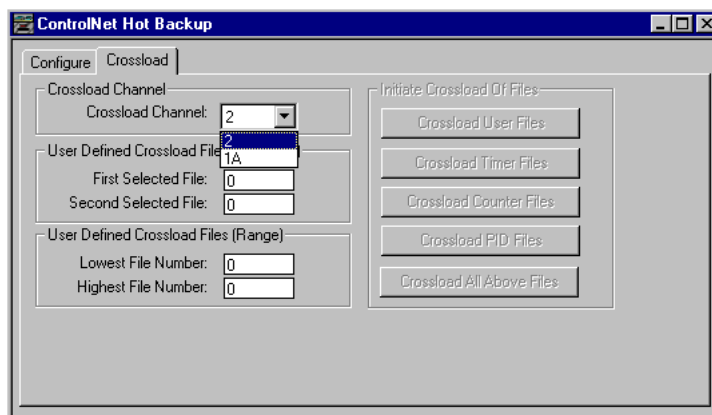 ControlNet Hot Backup
Configure
Crossload
Crossload Channel
Crossload Channel:
2
2
1A
User Defined Crossload File
First Selected File:
0
Second Selected File:
0
User Defined Crossload Files (Range)
Lowest File Number:
0
Highest File Number:
0
Initiate Crossload Of Files
Crossload User Files
Crossload Timer Files
Crossload Counter Files
Crossload PID Files
Crossload All Above Files